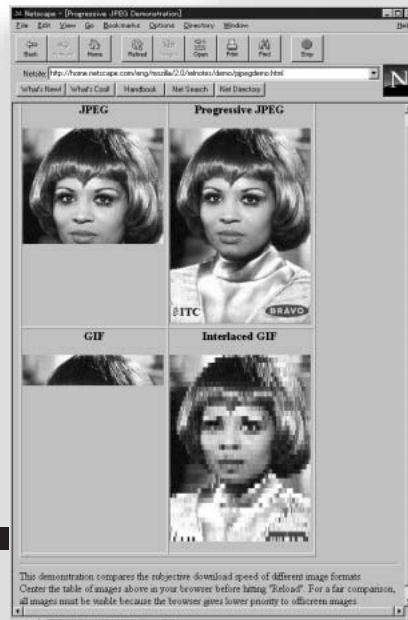 Netscape - [Progressive JPEG Demonstration]
File Edit View Go Bookmarks Options Directory Window Help
Back Forward Home Reload Images Open Print Find Stop
Netsite: http://home.netscape.com/eng/mozilla/2.0/relnotes/demo/pjpegdemo.html
N
What's New! What's Cool! Handbook Net Search Net Directory
JPEG Progressive JPEG
ITC BRAVO
GIF Interlaced GIF
This demonstration compares the subjective download speed of different image formats.
Center the table of images above in your browser before hitting "Reload". For a fair comparison,
all images must be visible because the browser gives lower priority to offscreen images.